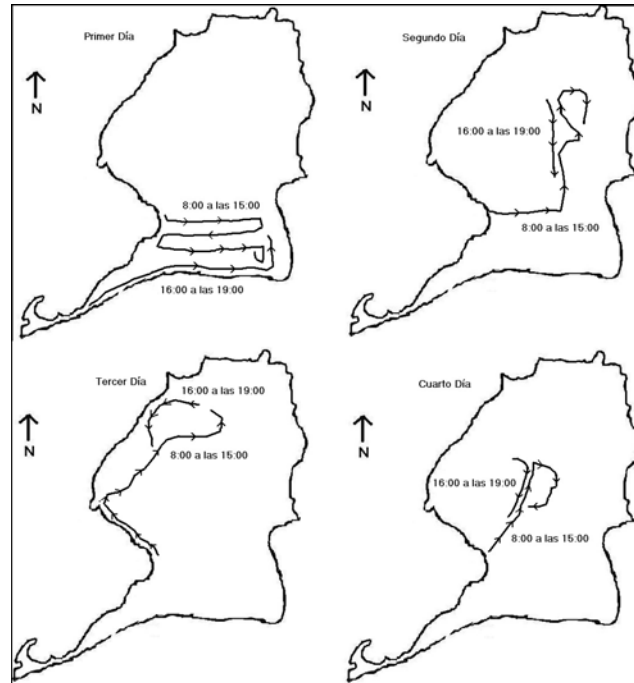 Primer Día
N
8:00 a las 15:00
16:00 a las 19:00
Segundo Día
N
16:00 a las 19:00
8:00 a las 15:00
Tercer Día
16:00 a las 19:00
N
8:00 a las 15:00
Cuarto Día
N
16:00 a las 19:00
8:00 a las 15:00